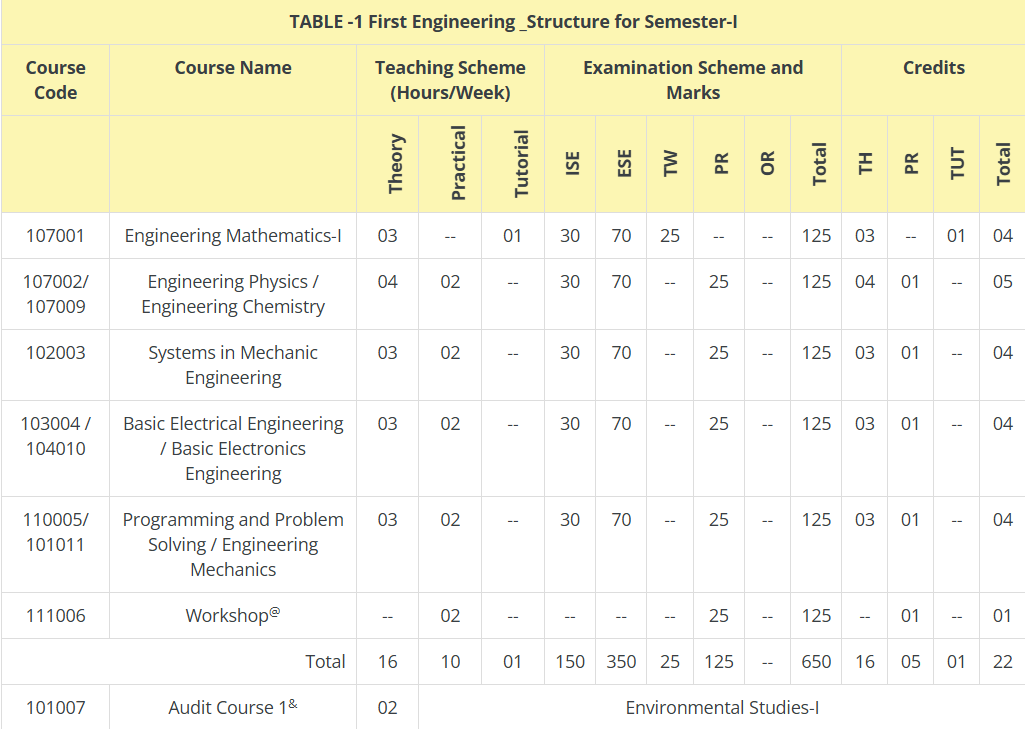 TABLE -1 First Engineering _Structure for Semester-I
Course Code Course Name Teaching Scheme (Hours/Week) Examination Scheme and Marks Credits
Theory Practical Tutorial ISE ESE TW PR OR Total TH PR TUT Total
107001 Engineering Mathematics-I 03 -- 01 30 70 25 -- -- 125 03 -- 01 04
107002/ 107009 Engineering Physics / Engineering Chemistry 04 02 -- 30 70 -- 25 -- 125 04 01 -- 05
102003 Systems in Mechanic Engineering 03 02 -- 30 70 -- 25 -- 125 03 01 -- 04
103004 / 104010 Basic Electrical Engineering / Basic Electronics Engineering 03 02 -- 30 70 -- 25 -- 125 03 01 -- 04
110005/ 101011 Programming and Problem Solving / Engineering Mechanics 03 02 -- 30 70 -- 25 -- 125 03 01 -- 04
111006 Workshop@ -- 02 -- -- -- -- 25 -- 125 -- 01 -- 01
Total 16 10 01 150 350 25 125 -- 650 16 05 01 22
101007 Audit Course 1& 02 Environmental Studies-I